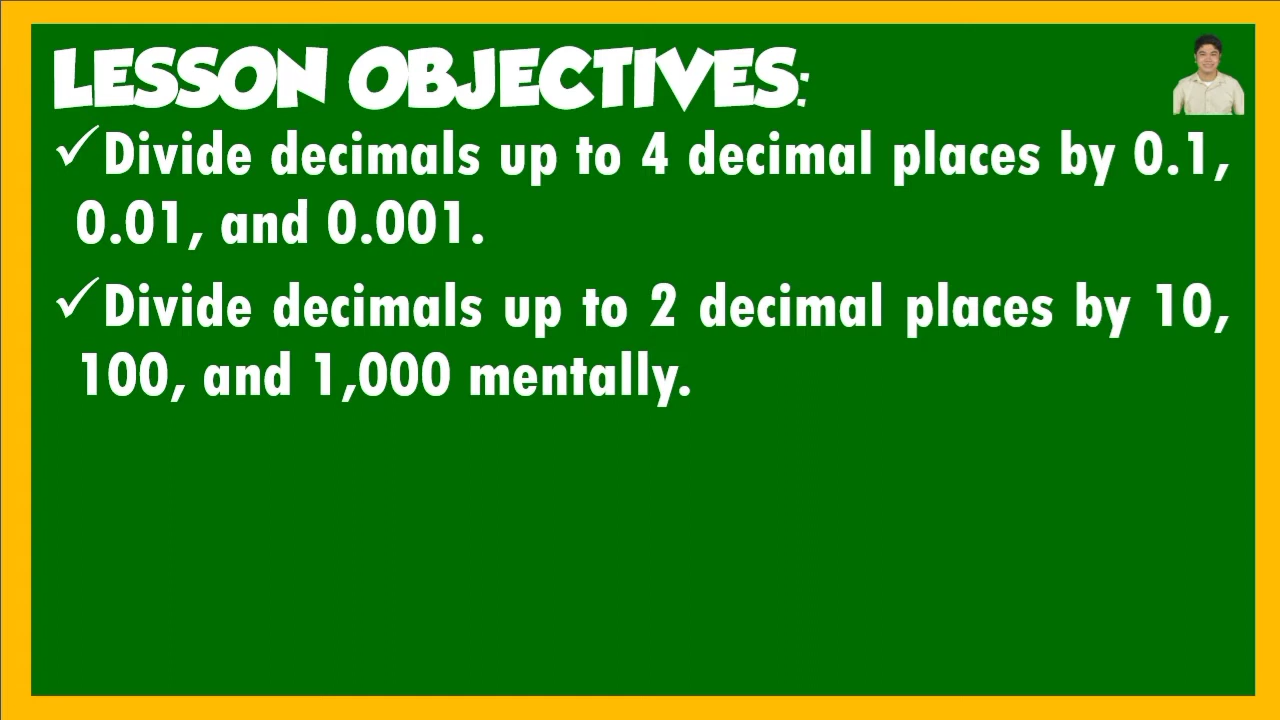 LESSON OBJECTIVES:
✓Divide decimals up to 4 decimal places by 0.1,
0.01, and 0.001.
✓Divide decimals up to 2 decimal places by 10,
100, and 1,000 mentally.